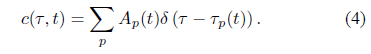 c(τ, t) = ∑_p A_p(t)δ (τ − τ_p(t)) . (4)